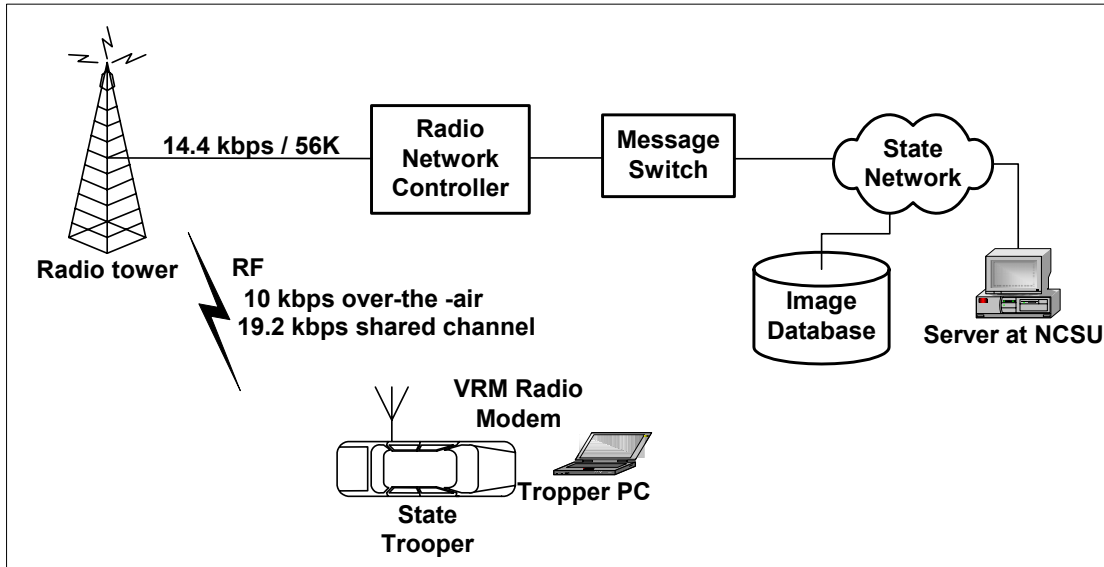 14.4 kbps / 56K
Radio
Network
Controller
Message
Switch
State
Network
Radio tower
RF
10 kbps over-the -air
19.2 kbps shared channel
Image
Database
Server at NCSU
VRM Radio
Modem
Tropper PC
State
Trooper